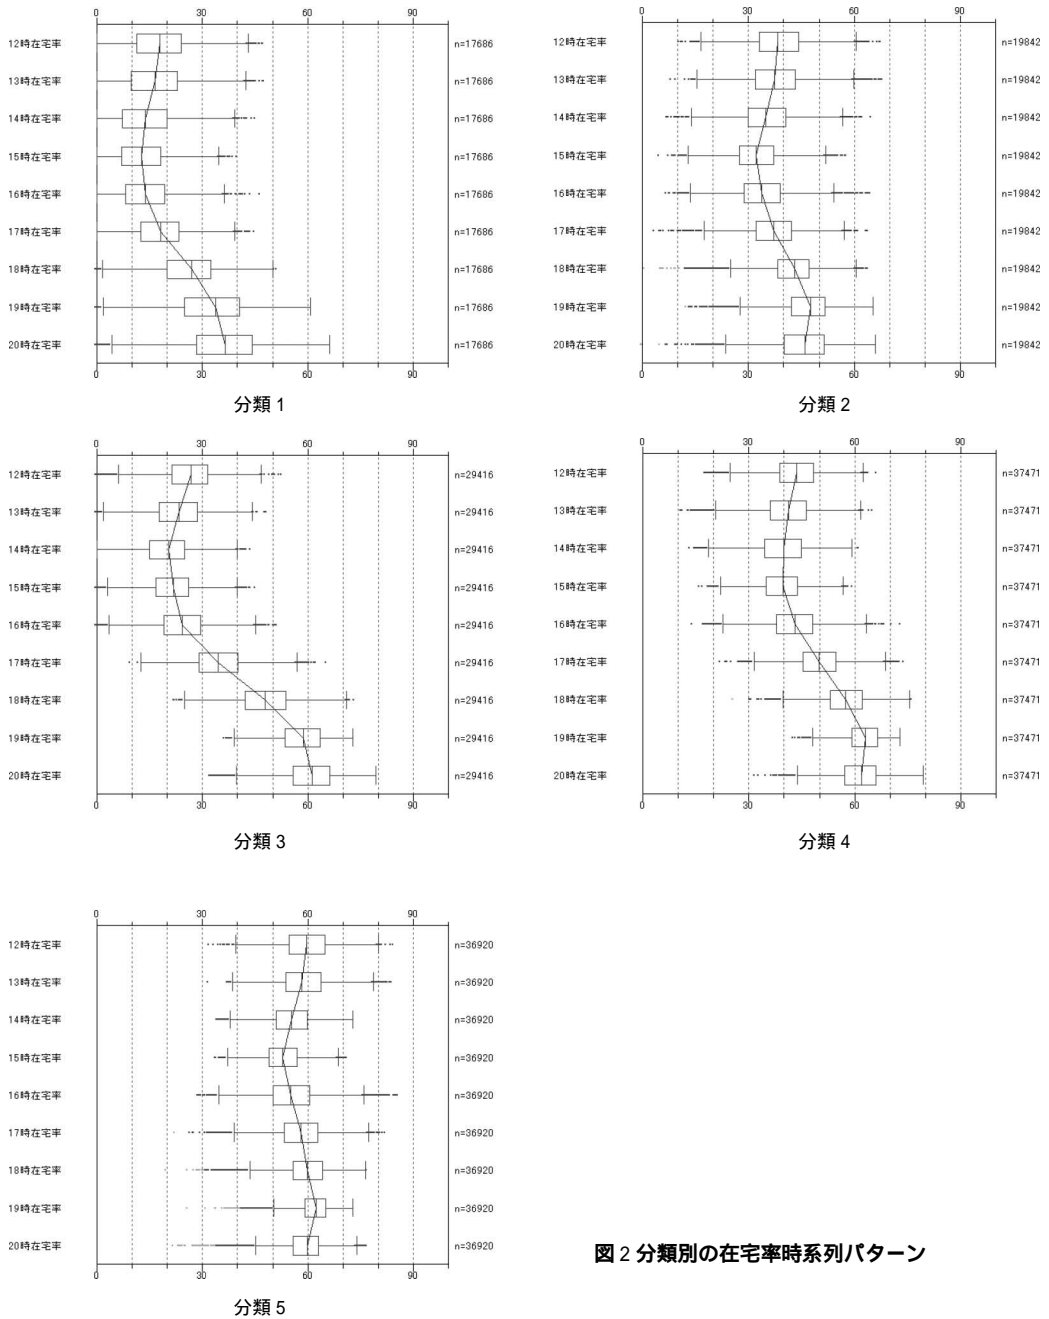 0 30 60 90
12時在宅率 n=17686
13時在宅率 n=17686
14時在宅率 n=17686
15時在宅率 n=17686
16時在宅率 n=17686
17時在宅率 n=17686
18時在宅率 n=17686
19時在宅率 n=17686
20時在宅率 n=17686
0 30 60 90
分類 1
0 30 60 90
12時在宅率 n=19842
13時在宅率 n=19842
14時在宅率 n=19842
15時在宅率 n=19842
16時在宅率 n=19842
17時在宅率 n=19842
18時在宅率 n=19842
19時在宅率 n=19842
20時在宅率 n=19842
0 30 60 90
分類 2
0 30 60 90
12時在宅率 n=29416
13時在宅率 n=29416
14時在宅率 n=29416
15時在宅率 n=29416
16時在宅率 n=29416
17時在宅率 n=29416
18時在宅率 n=29416
19時在宅率 n=29416
20時在宅率 n=29416
0 30 60 90
分類 3
0 30 60 90
12時在宅率 n=37471
13時在宅率 n=37471
14時在宅率 n=37471
15時在宅率 n=37471
16時在宅率 n=37471
17時在宅率 n=37471
18時在宅率 n=37471
19時在宅率 n=37471
20時在宅率 n=37471
0 30 60 90
分類 4
0 30 60 90
12時在宅率 n=36920
13時在宅率 n=36920
14時在宅率 n=36920
15時在宅率 n=36920
16時在宅率 n=36920
17時在宅率 n=36920
18時在宅率 n=36920
19時在宅率 n=36920
20時在宅率 n=36920
0 30 60 90
分類 5
図 2 分類別の在宅率時系列パターン